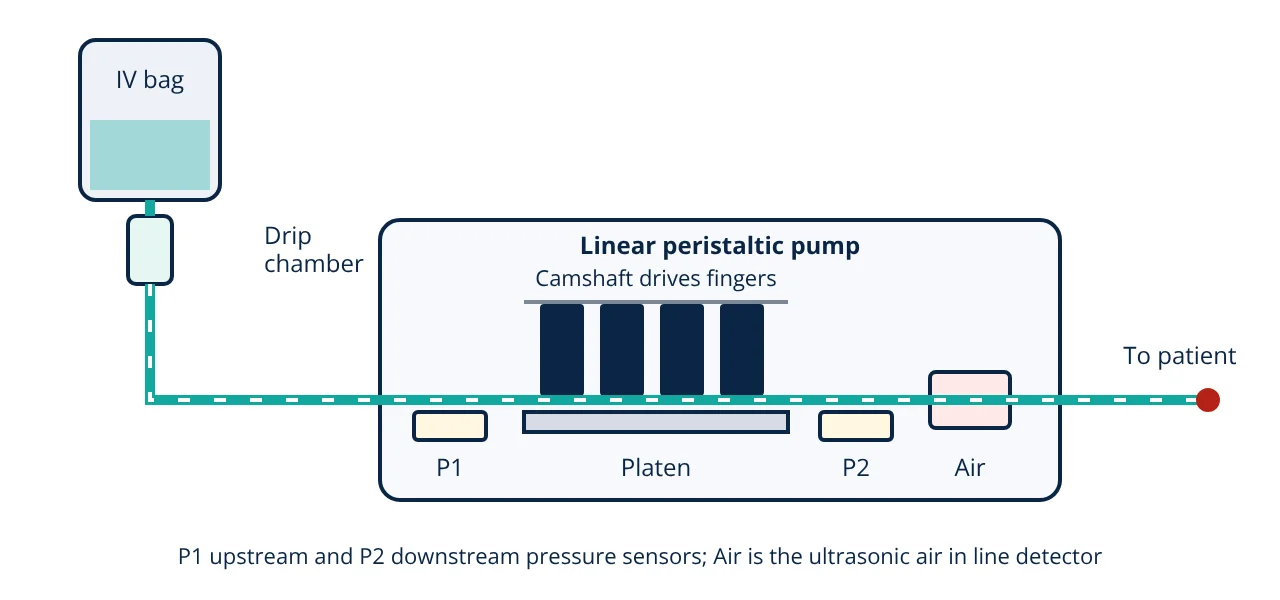 IV bag
Drip
chamber
Linear peristaltic pump
Camshaft drives fingers
To patient
P1
Platen
P2
Air
P1 upstream and P2 downstream pressure sensors; Air is the ultrasonic air in line detector